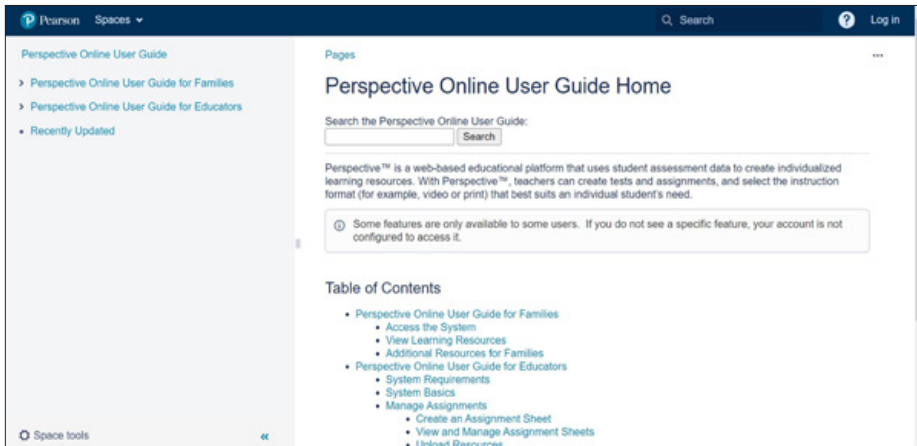 Pearson Spaces Search ? Log in
Perspective Online User Guide
Perspective Online User Guide for Families
Perspective Online User Guide for Educators
Recently Updated
Space tools
Pages
Perspective Online User Guide Home
Search the Perspective Online User Guide:
Search
Perspective™ is a web-based educational platform that uses student assessment data to create individualized
learning resources. With Perspective™, teachers can create tests and assignments, and select the instruction
format (for example, video or print) that best suits an individual student's need.
Some features are only available to some users. If you do not see a specific feature, your account is not
configured to access it.
Table of Contents
Perspective Online User Guide for Families
Access the System
View Learning Resources
Additional Resources for Families
Perspective Online User Guide for Educators
System Requirements
System Basics
Manage Assignments
Create an Assignment Sheet
View and Manage Assignment Sheets
Upload Resources